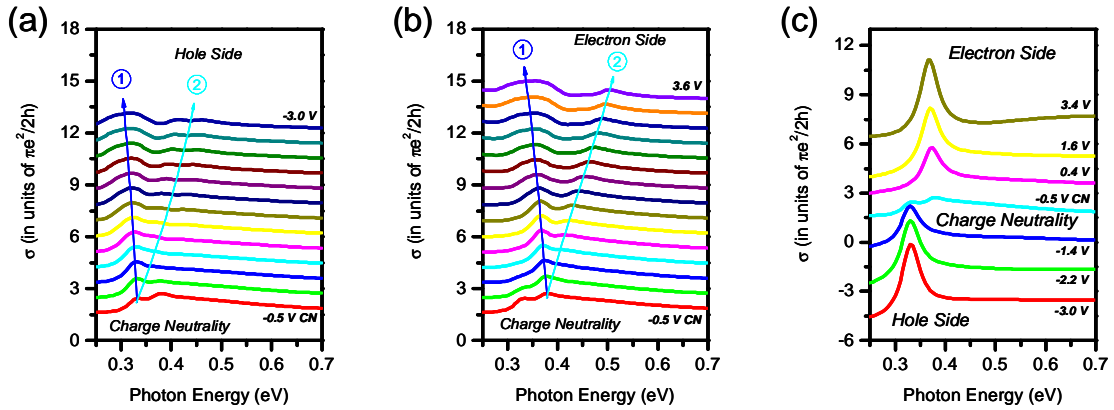 (a)
σ (in units of πe²/2h)
18
15
12
9
6
3
0
Hole Side
1
2
-3.0 V
Charge Neutrality
-0.5 V CN
0.3 0.4 0.5 0.6 0.7
Photon Energy (eV)
(b)
σ (in units of πe²/2h)
18
15
12
9
6
3
0
Electron Side
1
2
3.6 V
Charge Neutrality
-0.5 V CN
0.3 0.4 0.5 0.6 0.7
Photon Energy (eV)
(c)
σ (in units of πe²/2h)
12
9
6
3
0
-3
-6
Electron Side
3.4 V
1.6 V
0.4 V
-0.5 V CN
Charge Neutrality
-1.4 V
-2.2 V
-3.0 V
Hole Side
0.3 0.4 0.5 0.6 0.7
Photon Energy (eV)